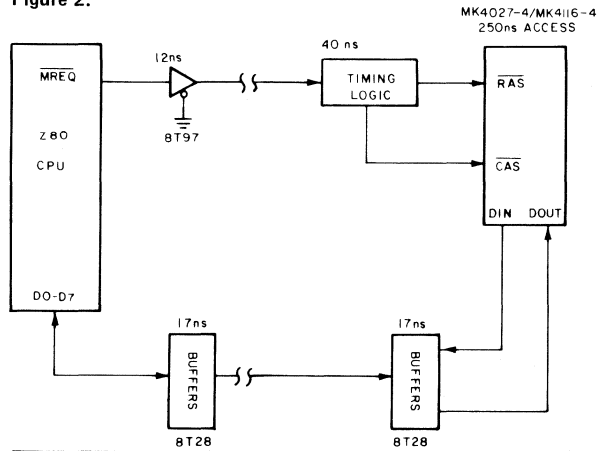 Figure 2.
MK4027-4/MK4116-4
250ns ACCESS
12ns
40 ns
MREQ
TIMING
LOGIC
RAS
8T97
Z80
CPU
CAS
DIN DOUT
DO-D7
17ns
17ns
BUFFERS
BUFFERS
8T28
8T28